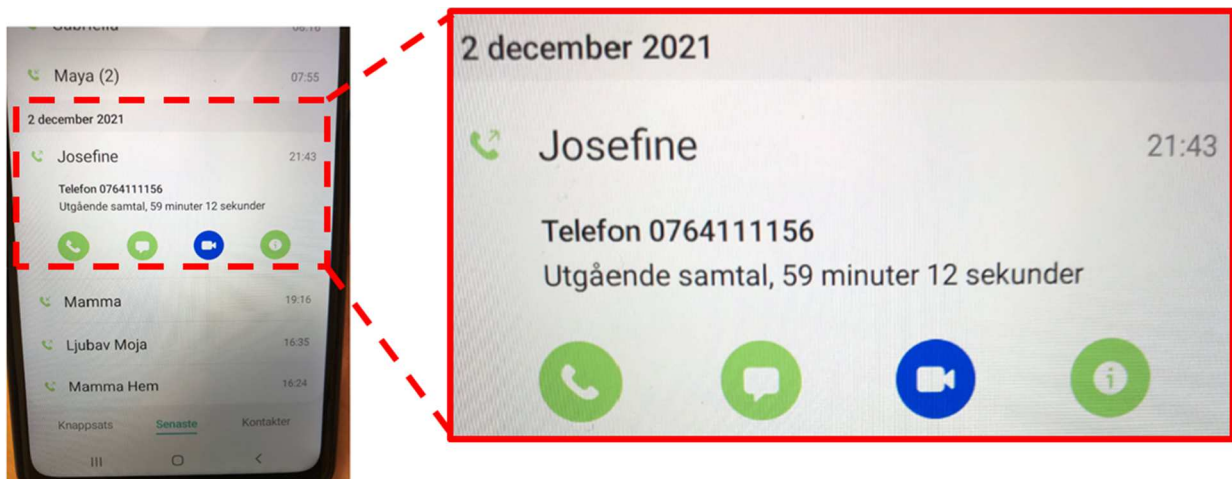 Gabriella 08:16
Maya (2) 07:55
2 december 2021
Josefine 21:43
Telefon 0764111156
Utgående samtal, 59 minuter 12 sekunder
Mamma 19:16
Ljubav Moja 16:35
Mamma Hem 16:24
Knappsats Senaste Kontakter
2 december 2021
Josefine 21:43
Telefon 0764111156
Utgående samtal, 59 minuter 12 sekunder